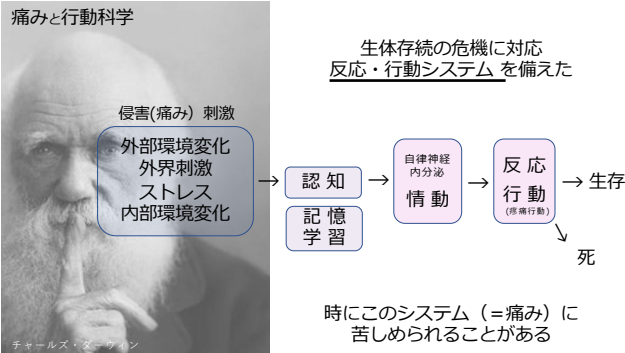 痛みと行動科学
生体存続の危機に対応
反応・行動システム を備えた
侵害(痛み）刺激
外部環境変化
外界刺激
ストレス
内部環境変化
認 知
記 憶
学 習
自律神経
内分泌
情 動
反 応
行 動
(疼痛行動)
生存
死
時にこのシステム（＝痛み）に
苦しめられることがある
チャールズ・ダーウィン